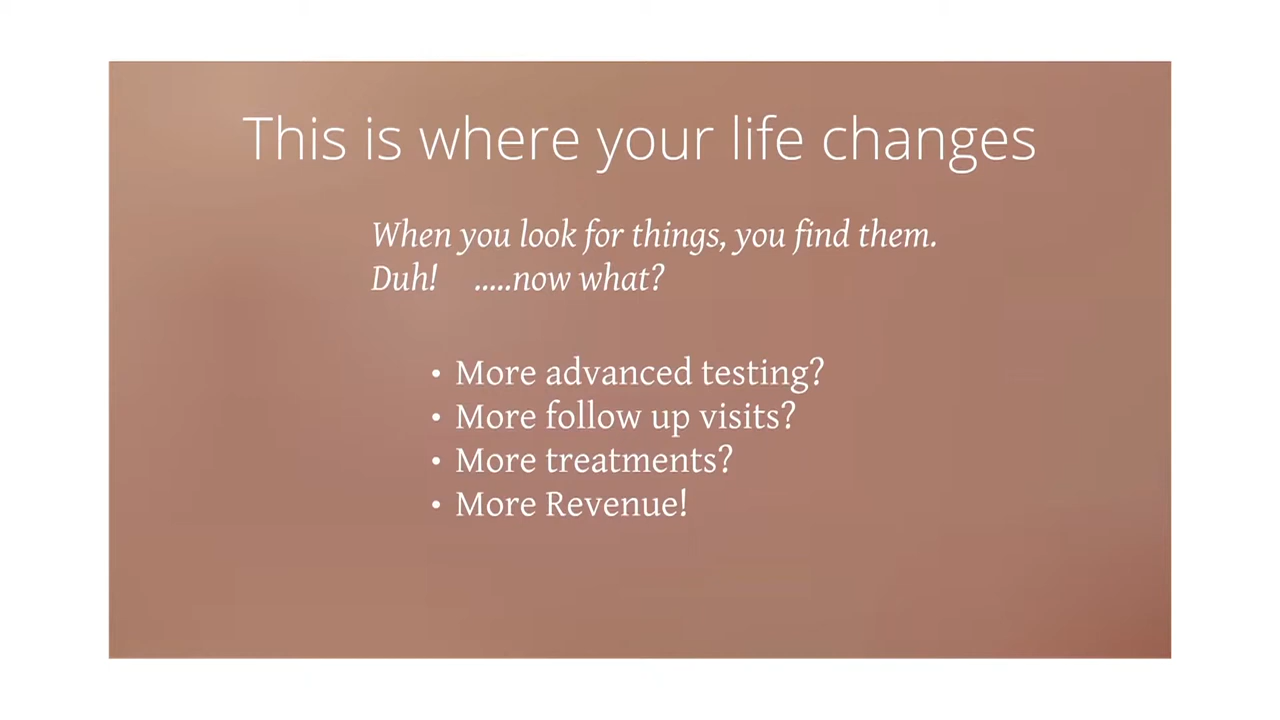 This is where your life changes
When you look for things, you find them.
Duh! .....now what?
• More advanced testing?
• More follow up visits?
• More treatments?
• More Revenue!